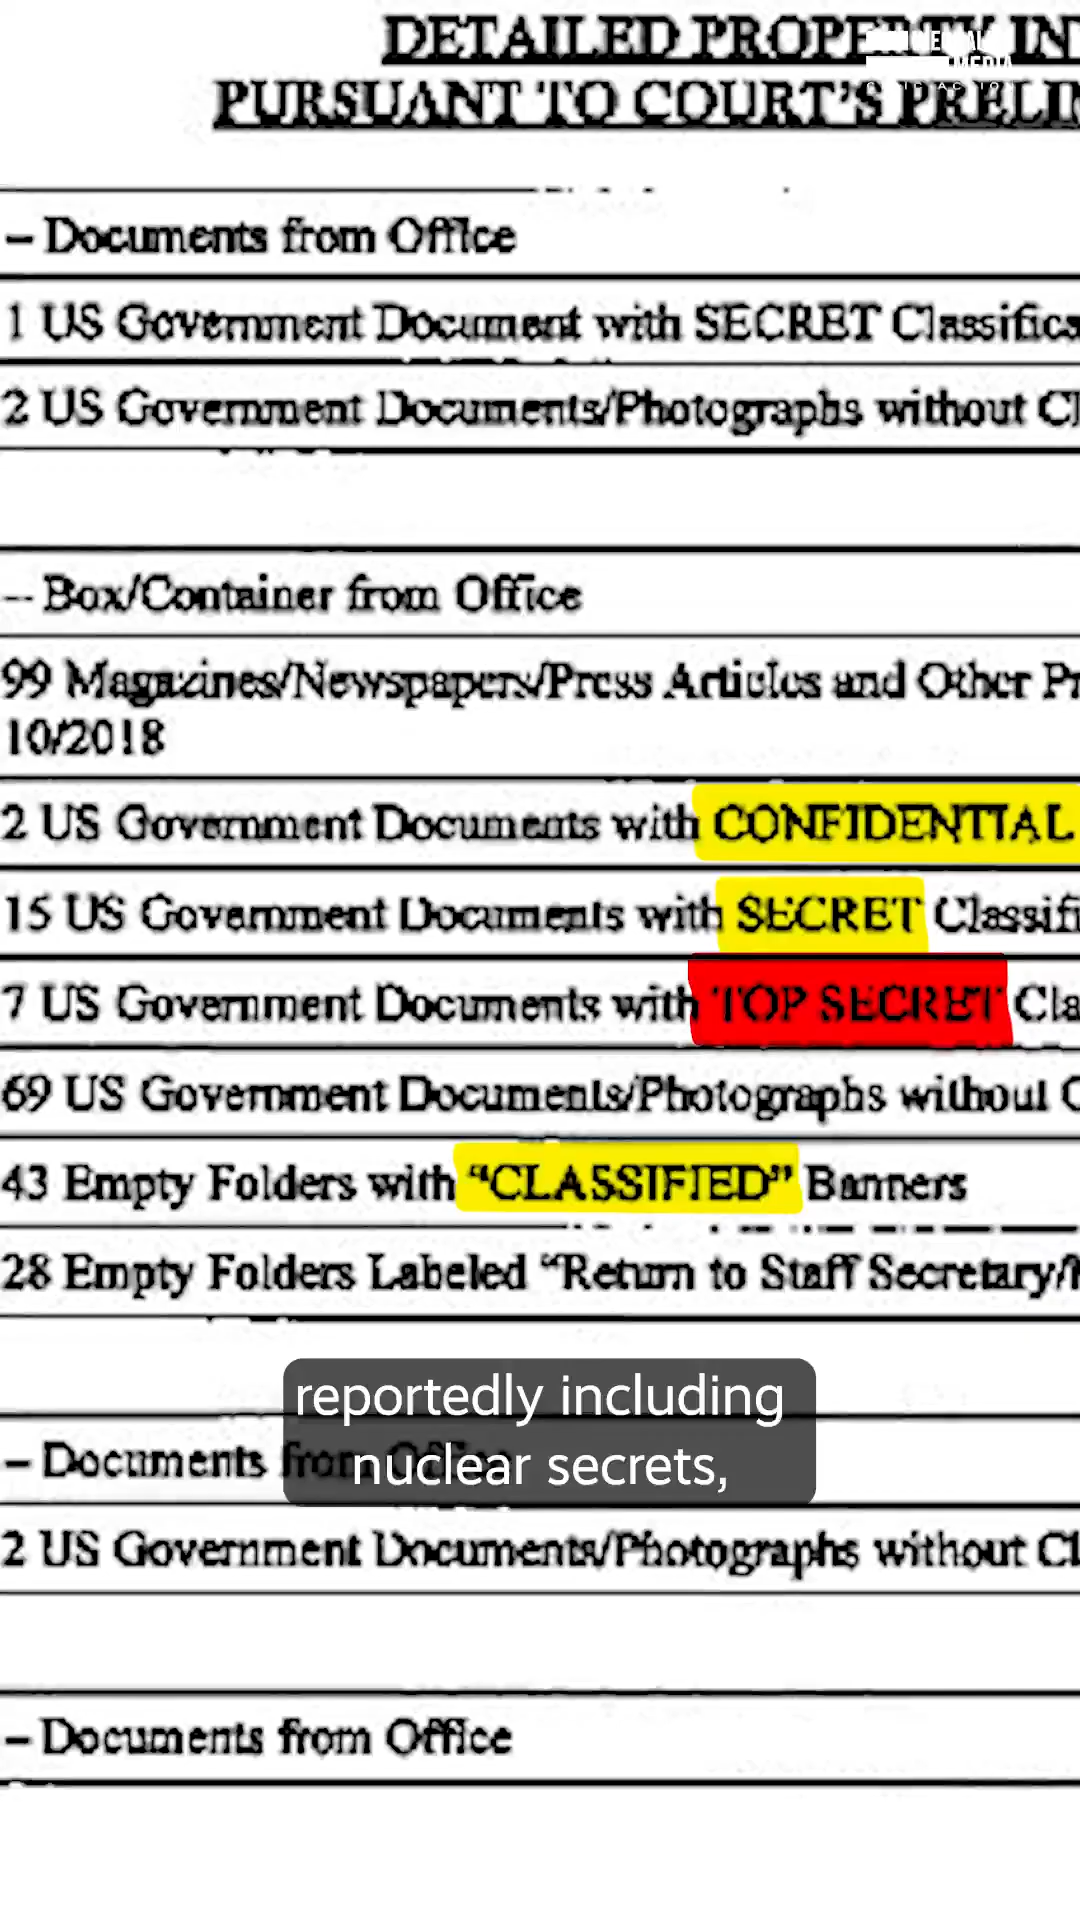 DETAILED PROPERTY IN
PURSUANT TO COURT'S PRELI
– Documents from Office
1 US Government Document with SECRET Classifica
2 US Government Documents/Photographs without Cl
-- Box/Container from Office
99 Magazines/Newspapers/Press Articles and Other Pr
10/2018
2 US Government Documents with CONFIDENTIAL
15 US Government Documents with SECRET Classifi
7 US Government Documents with TOP SECRET Cla
69 US Government Documents/Photographs without C
43 Empty Folders with “CLASSIFIED” Banners
28 Empty Folders Labeled “Return to Staff Secretary/
reportedly including
nuclear secrets,
– Documents from Office
2 US Government Documents/Photographs without Cl
– Documents from Office